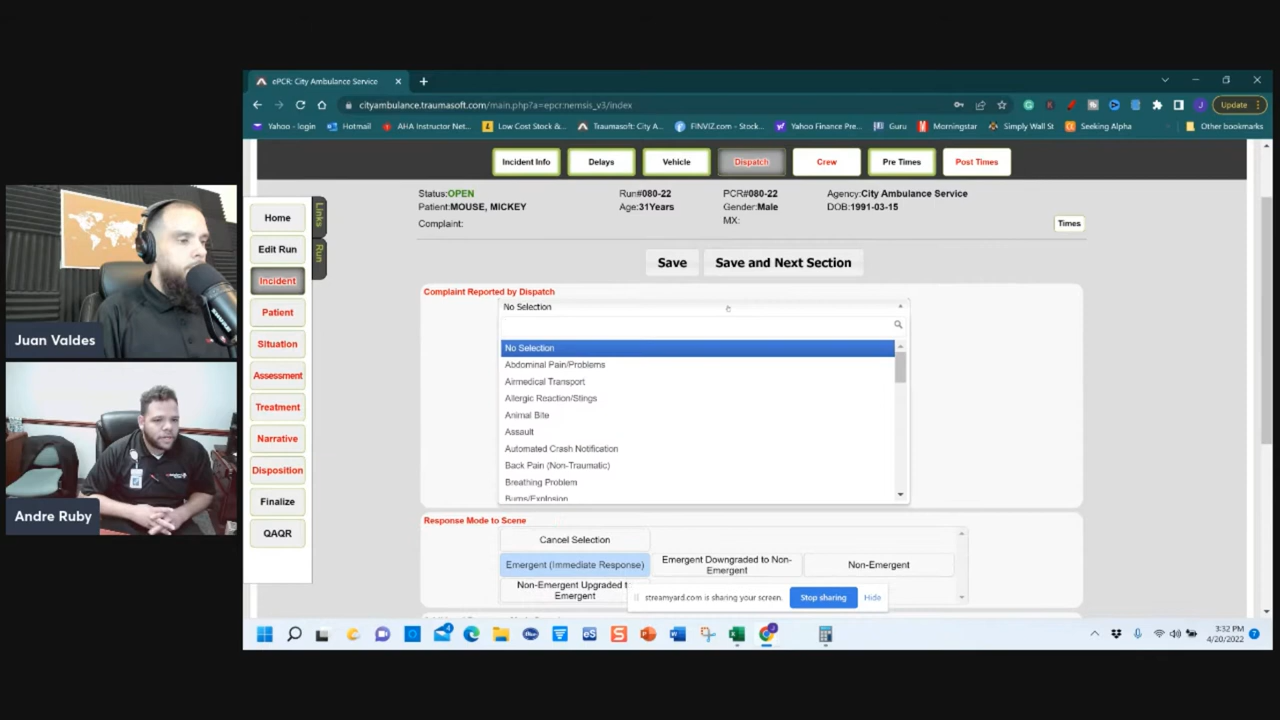 ePCR: City Ambulance Service
cityambulance.traumasoft.com/main.php?a=epcr:nemsis_v3/index
Update
Yahoo - login
Hotmail
AHA Instructor Net...
Low Cost Stock &...
Traumasoft: City A...
FINVIZ.com - Stock...
Yahoo Finance Pre...
Guru
Morningstar
Simply Wall St
Seeking Alpha
Other bookmarks
Incident Info
Delays
Vehicle
Dispatch
Crew
Pre Times
Post Times
Status:OPEN
Run#080-22
PCR#080-22
Agency:City Ambulance Service
Patient:MOUSE, MICKEY
Age:31Years
Gender:Male
DOB:1991-03-15
Complaint:
MX:
Times
Links
Run
Home
Edit Run
Incident
Patient
Situation
Assessment
Treatment
Narrative
Disposition
Finalize
QAQR
Save
Save and Next Section
Complaint Reported by Dispatch
No Selection
No Selection
Abdominal Pain/Problems
Airmedical Transport
Allergic Reaction/Stings
Animal Bite
Assault
Automated Crash Notification
Back Pain (Non-Traumatic)
Breathing Problem
Burns/Explosion
Response Mode to Scene
Cancel Selection
Emergent (Immediate Response)
Emergent Downgraded to Non-
Emergent
Non-Emergent
Non-Emergent Upgraded to
Emergent
streamyard.com is sharing your screen.
Stop sharing
Hide
Juan Valdes
Andre Ruby
3:32 PM
4/20/2022